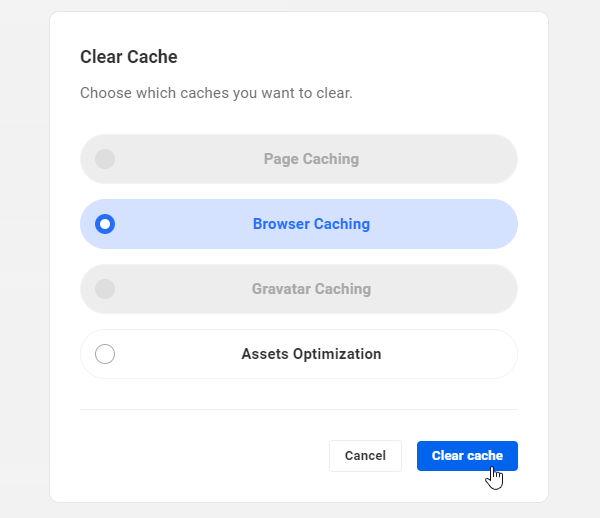 Clear Cache
Choose which caches you want to clear.
Page Caching
Browser Caching
Gravatar Caching
Assets Optimization
Cancel
Clear cache